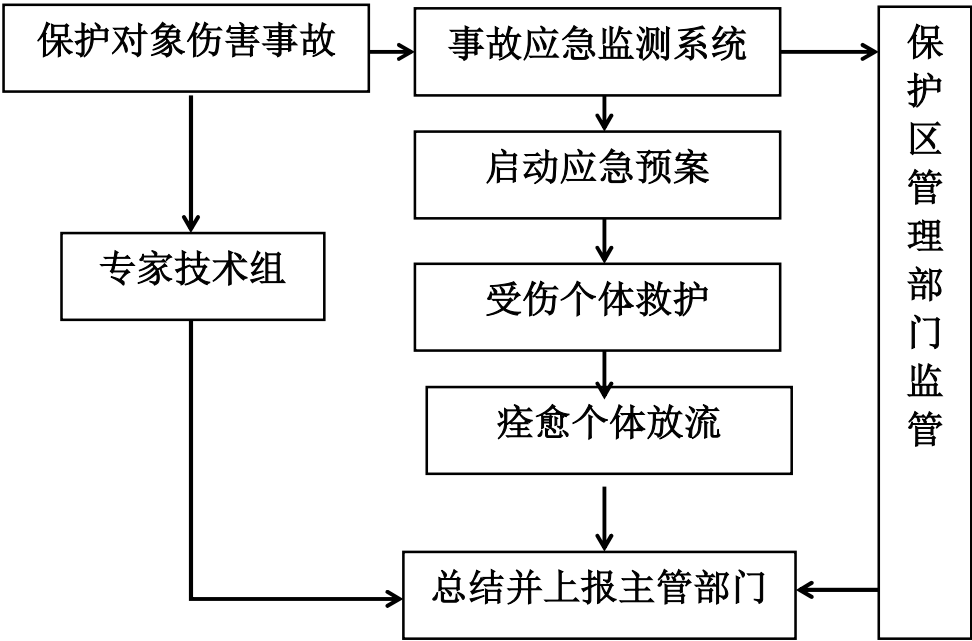 保护对象伤害事故
事故应急监测系统
保护区管理部门监管
启动应急预案
专家技术组
受伤个体救护
痊愈个体放流
总结并上报主管部门